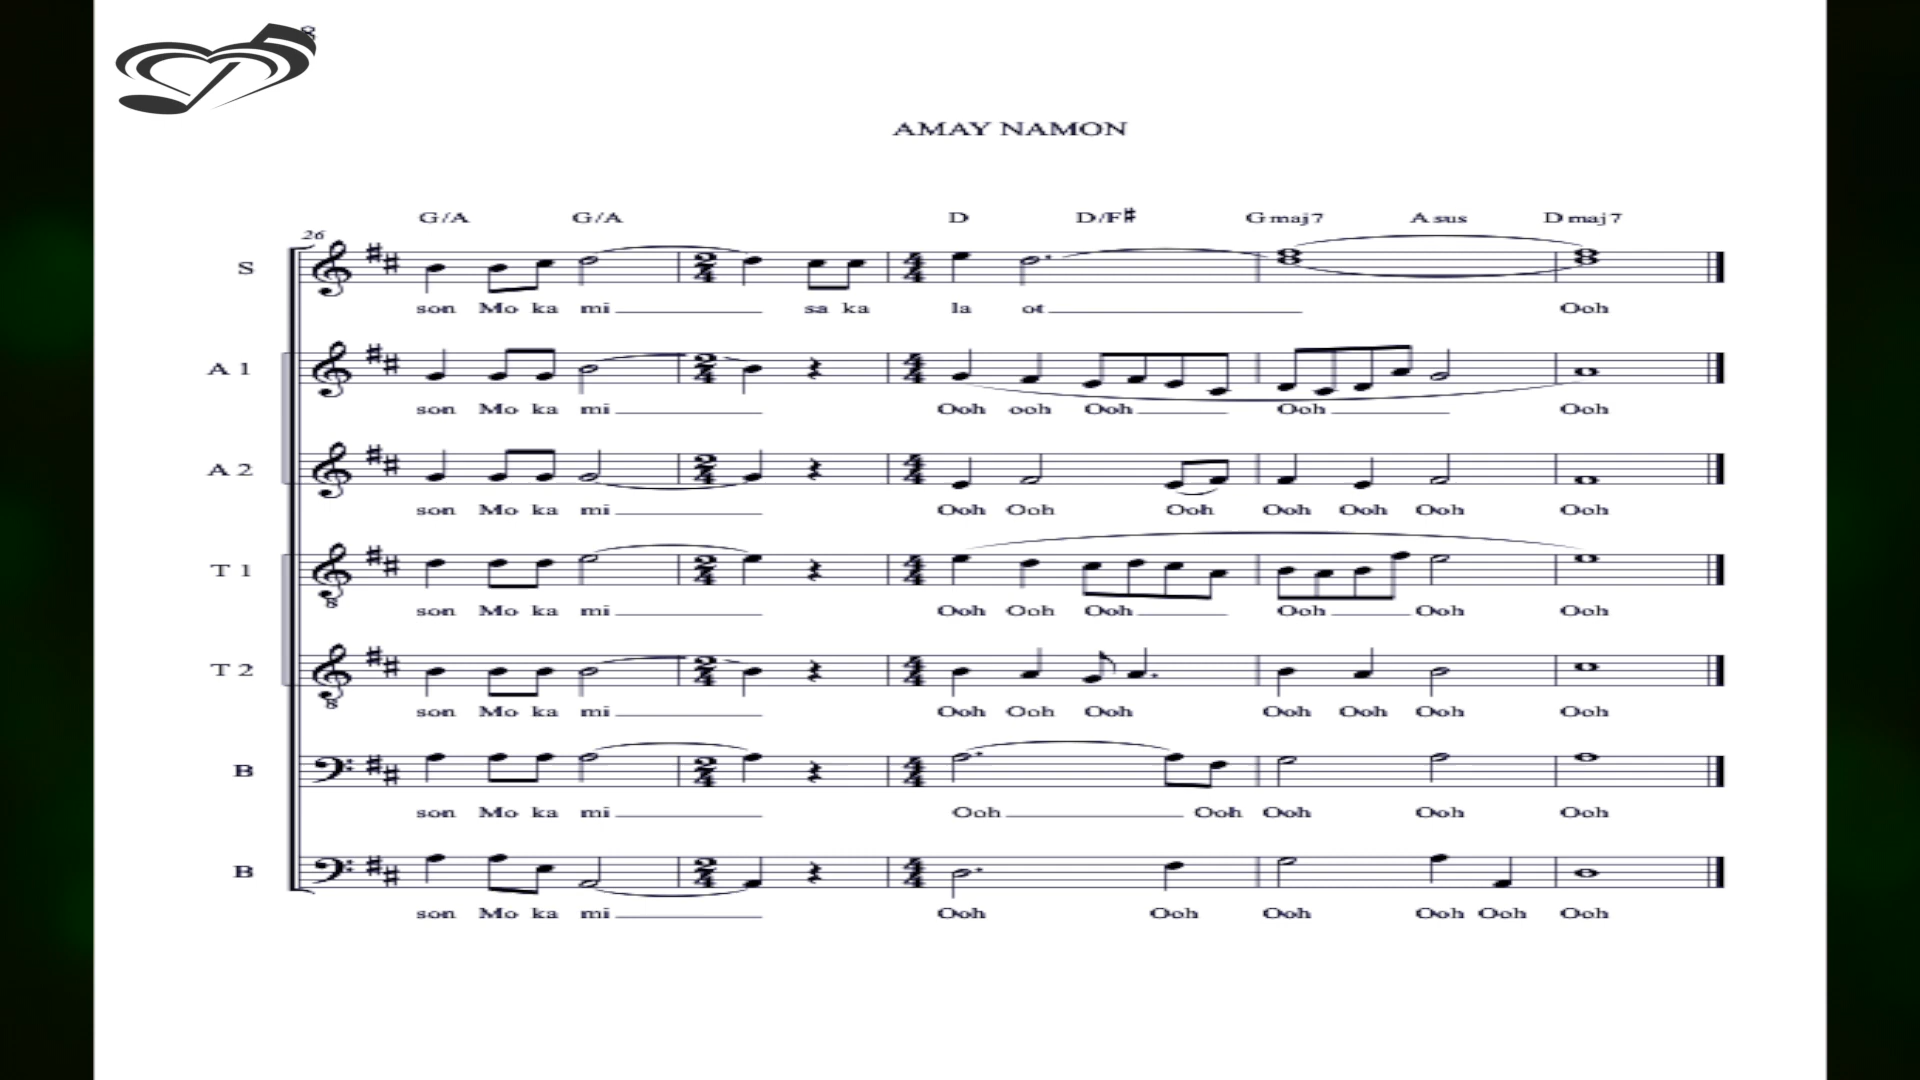 8
AMAY NAMON
G/A G/A D D/F# Gmaj7 Asus Dmaj7
26
S
son Mo ka mi sa ka la ot Ooh
A 1
son Mo ka mi Ooh ooh Ooh Ooh Ooh
A 2
son Mo ka mi Ooh Ooh Ooh Ooh Ooh Ooh Ooh
T 1
son Mo ka mi Ooh Ooh Ooh Ooh Ooh Ooh
T 2
son Mo ka mi Ooh Ooh Ooh Ooh Ooh Ooh Ooh
B
son Mo ka mi Ooh Ooh Ooh Ooh Ooh
B
son Mo ka mi Ooh Ooh Ooh Ooh Ooh Ooh